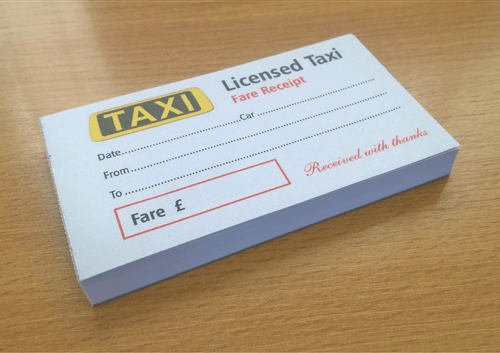 TAXI
Licensed Taxi
Fare Receipt
Date..........................Car..........................
From....................................................
To .....................................................
Fare £
Received with thanks